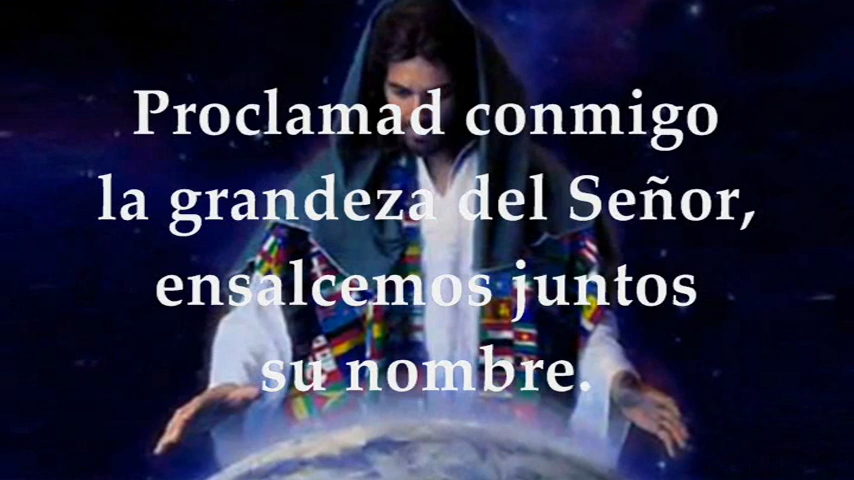 Proclamad conmigo
la grandeza del Señor,
ensalcemos juntos
su nombre.